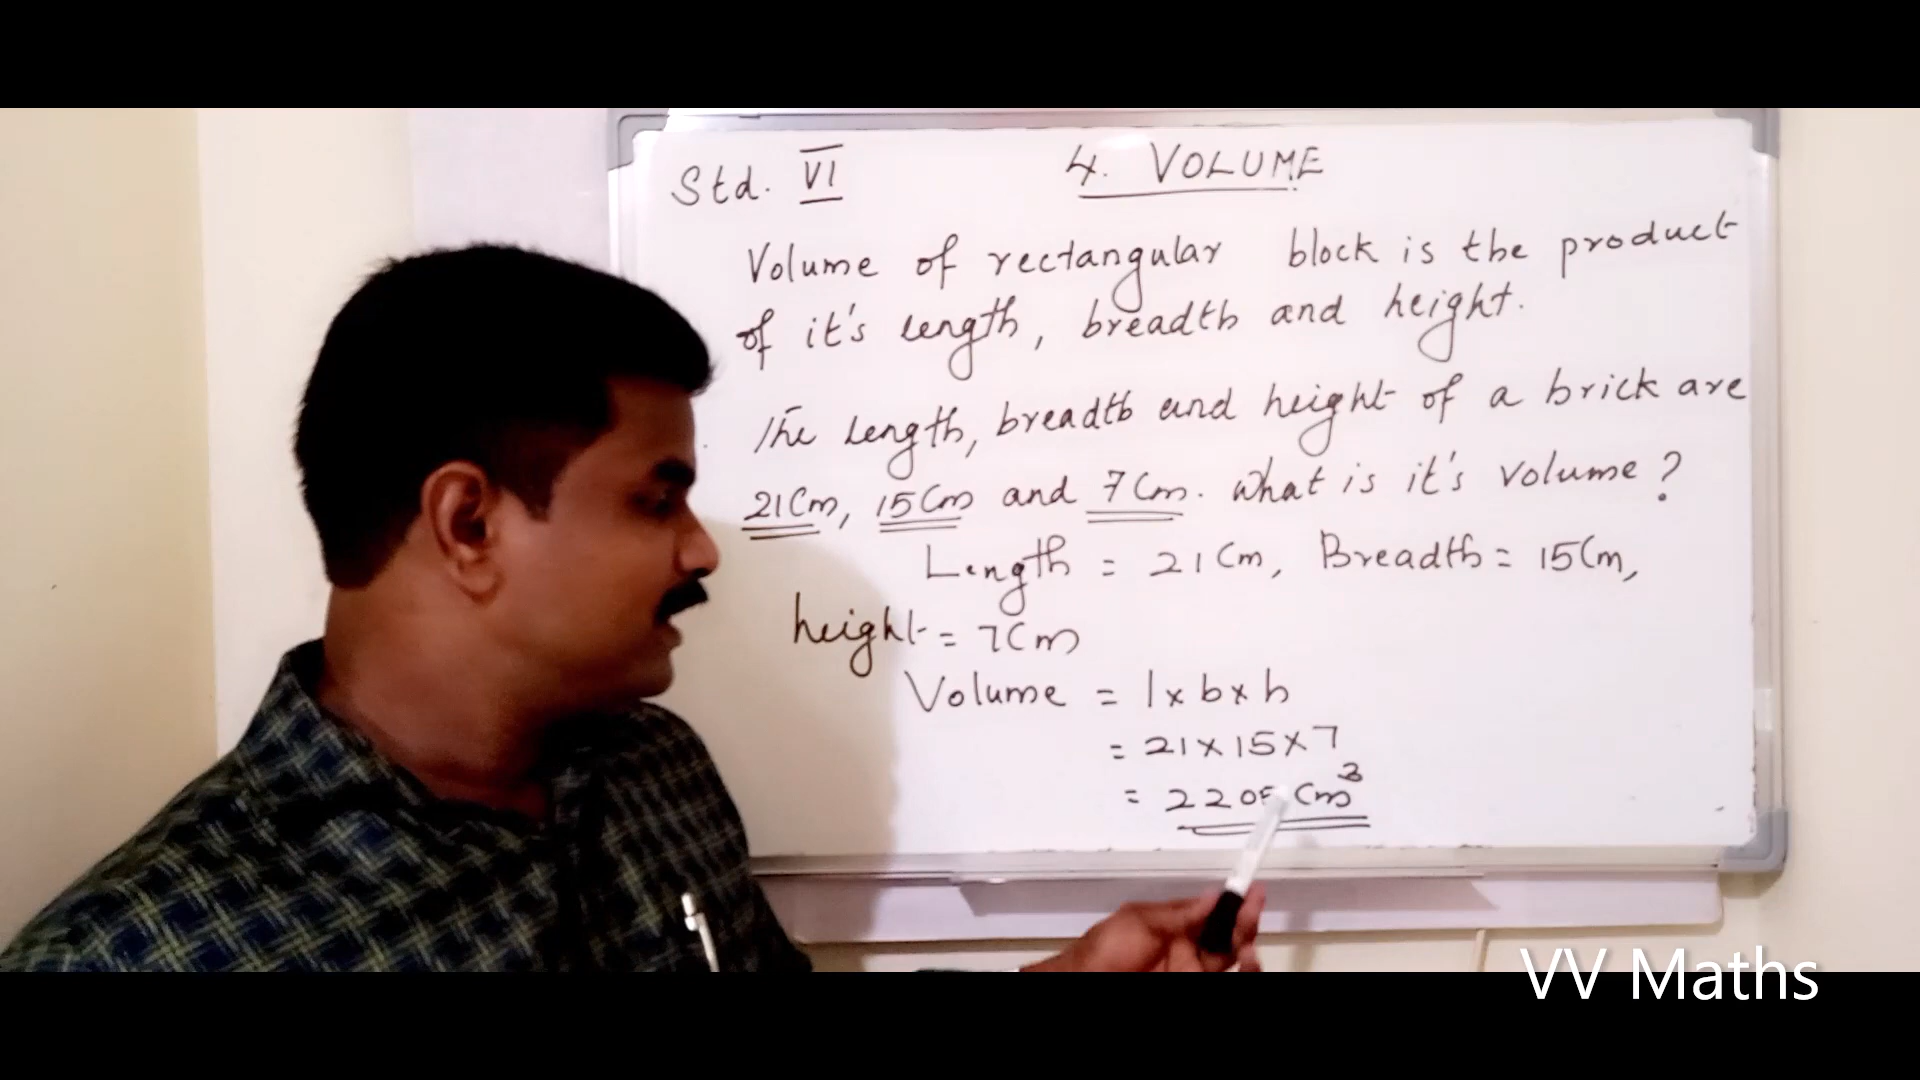 Std. VI
4. VOLUME
Volume of rectangular block is the product
of it's length, breadth and height.
The length, breadth and height of a brick are
21Cm, 15Cm and 7Cm. What is it's volume?
Length = 21Cm, Breadth = 15Cm,
height = 7Cm
Volume = l x b x h
= 21 x 15 x 7
= 2205 Cm³
VV Maths